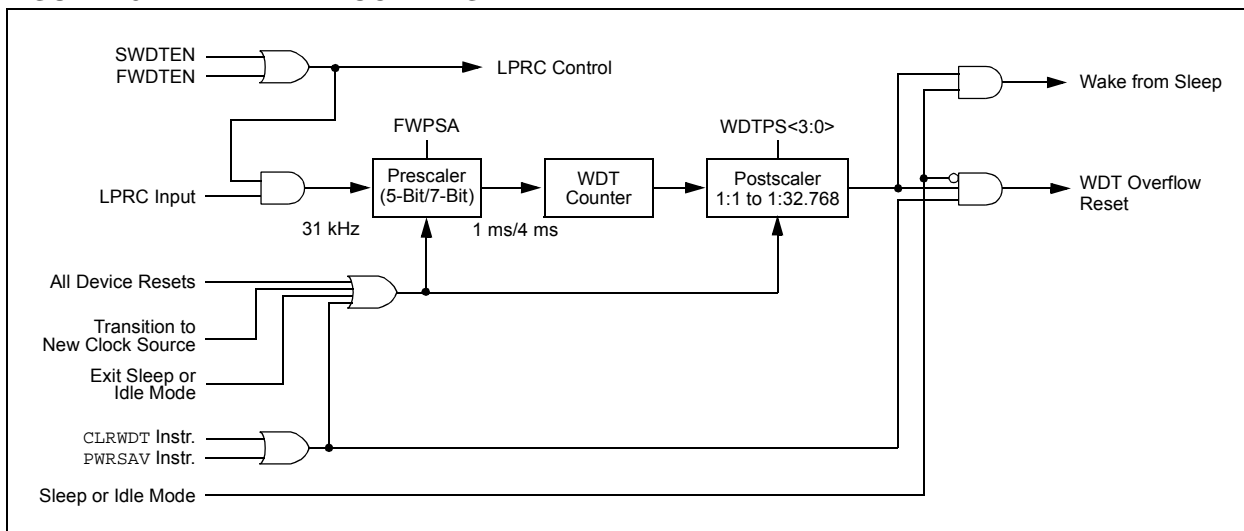 SWDTEN
FWDTEN
LPRC Control
Wake from Sleep
FWPSA
WDTPS<3:0>
LPRC Input
Prescaler
(5-Bit/7-Bit)
WDT
Counter
Postscaler
1:1 to 1:32.768
WDT Overflow
Reset
31 kHz
1 ms/4 ms
All Device Resets
Transition to
New Clock Source
Exit Sleep or
Idle Mode
CLRWDT Instr.
PWRSAV Instr.
Sleep or Idle Mode